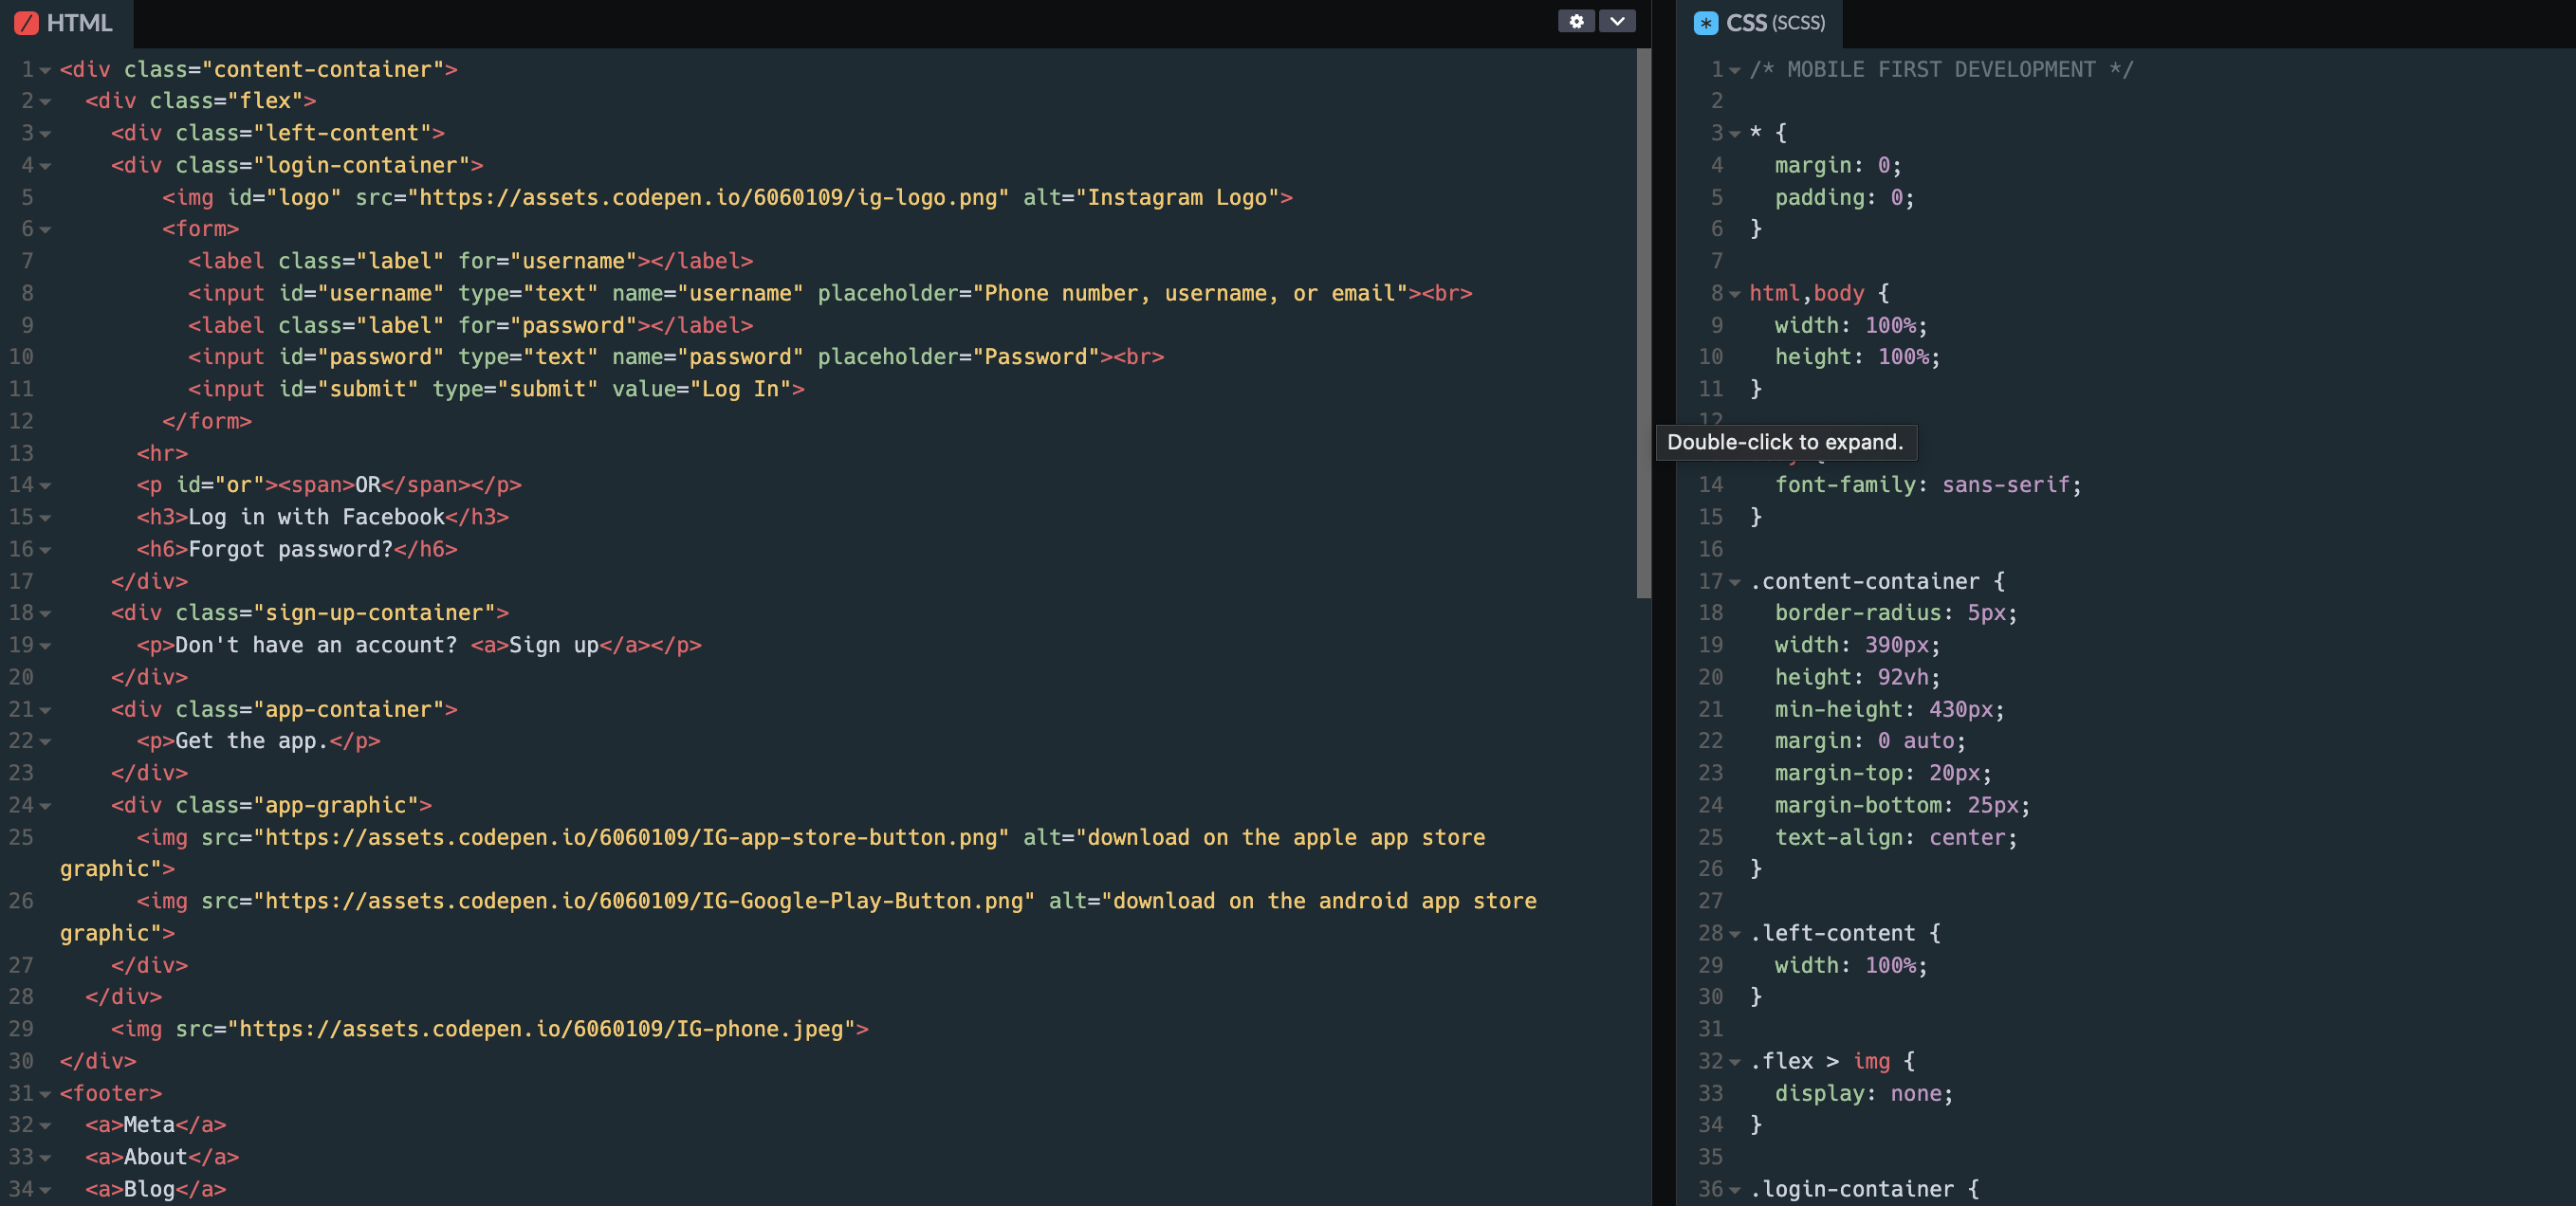 HTML
1 <div class="content-container">
2 <div class="flex">
3 <div class="left-content">
4 <div class="login-container">
5 <img id="logo" src="https://assets.codepen.io/6060109/ig-logo.png" alt="Instagram Logo">
6 <form>
7 <label class="label" for="username"></label>
8 <input id="username" type="text" name="username" placeholder="Phone number, username, or email"><br>
9 <label class="label" for="password"></label>
10 <input id="password" type="text" name="password" placeholder="Password"><br>
11 <input id="submit" type="submit" value="Log In">
12 </form>
13 <hr>
14 <p id="or"><span>OR</span></p>
15 <h3>Log in with Facebook</h3>
16 <h6>Forgot password?</h6>
17 </div>
18 <div class="sign-up-container">
19 <p>Don't have an account? <a>Sign up</a></p>
20 </div>
21 <div class="app-container">
22 <p>Get the app.</p>
23 </div>
24 <div class="app-graphic">
25 <img src="https://assets.codepen.io/6060109/IG-app-store-button.png" alt="download on the apple app store
graphic">
26 <img src="https://assets.codepen.io/6060109/IG-Google-Play-Button.png" alt="download on the android app store
graphic">
27 </div>
28 </div>
29 <img src="https://assets.codepen.io/6060109/IG-phone.jpeg">
30 </div>
31 <footer>
32 <a>Meta</a>
33 <a>About</a>
34 <a>Blog</a>
CSS (SCSS)
1 /* MOBILE FIRST DEVELOPMENT */
2
3 * {
4 margin: 0;
5 padding: 0;
6 }
7
8 html,body {
9 width: 100%;
10 height: 100%;
11 }
12
Double-click to expand.
14 font-family: sans-serif;
15 }
16
17 .content-container {
18 border-radius: 5px;
19 width: 390px;
20 height: 92vh;
21 min-height: 430px;
22 margin: 0 auto;
23 margin-top: 20px;
24 margin-bottom: 25px;
25 text-align: center;
26 }
27
28 .left-content {
29 width: 100%;
30 }
31
32 .flex > img {
33 display: none;
34 }
35
36 .login-container {